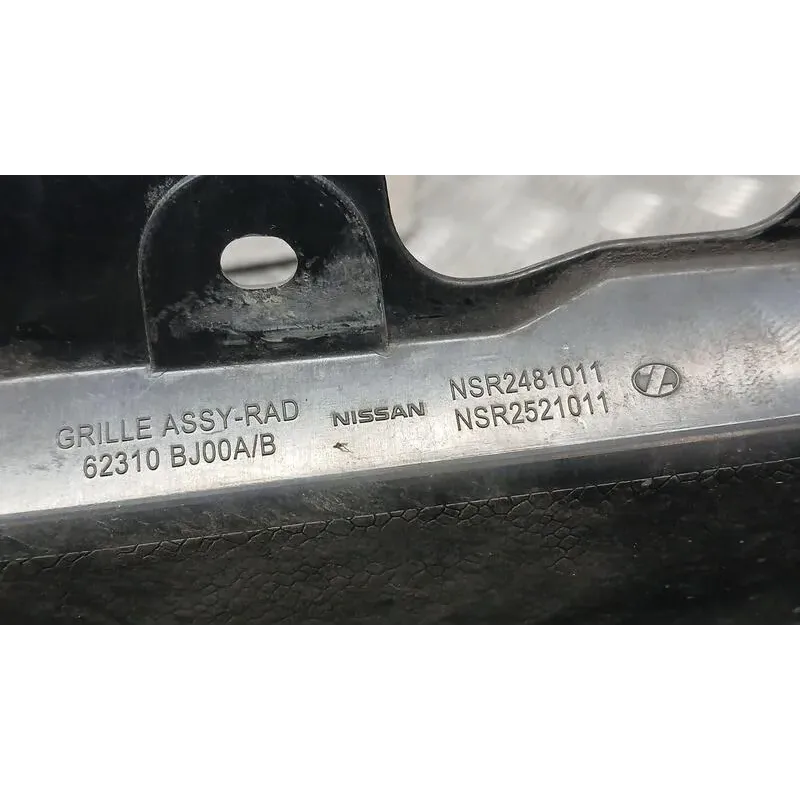 GRILLE ASSY-RAD
62310 BJ00A/B
NISSAN
NSR2481011
NSR2521011